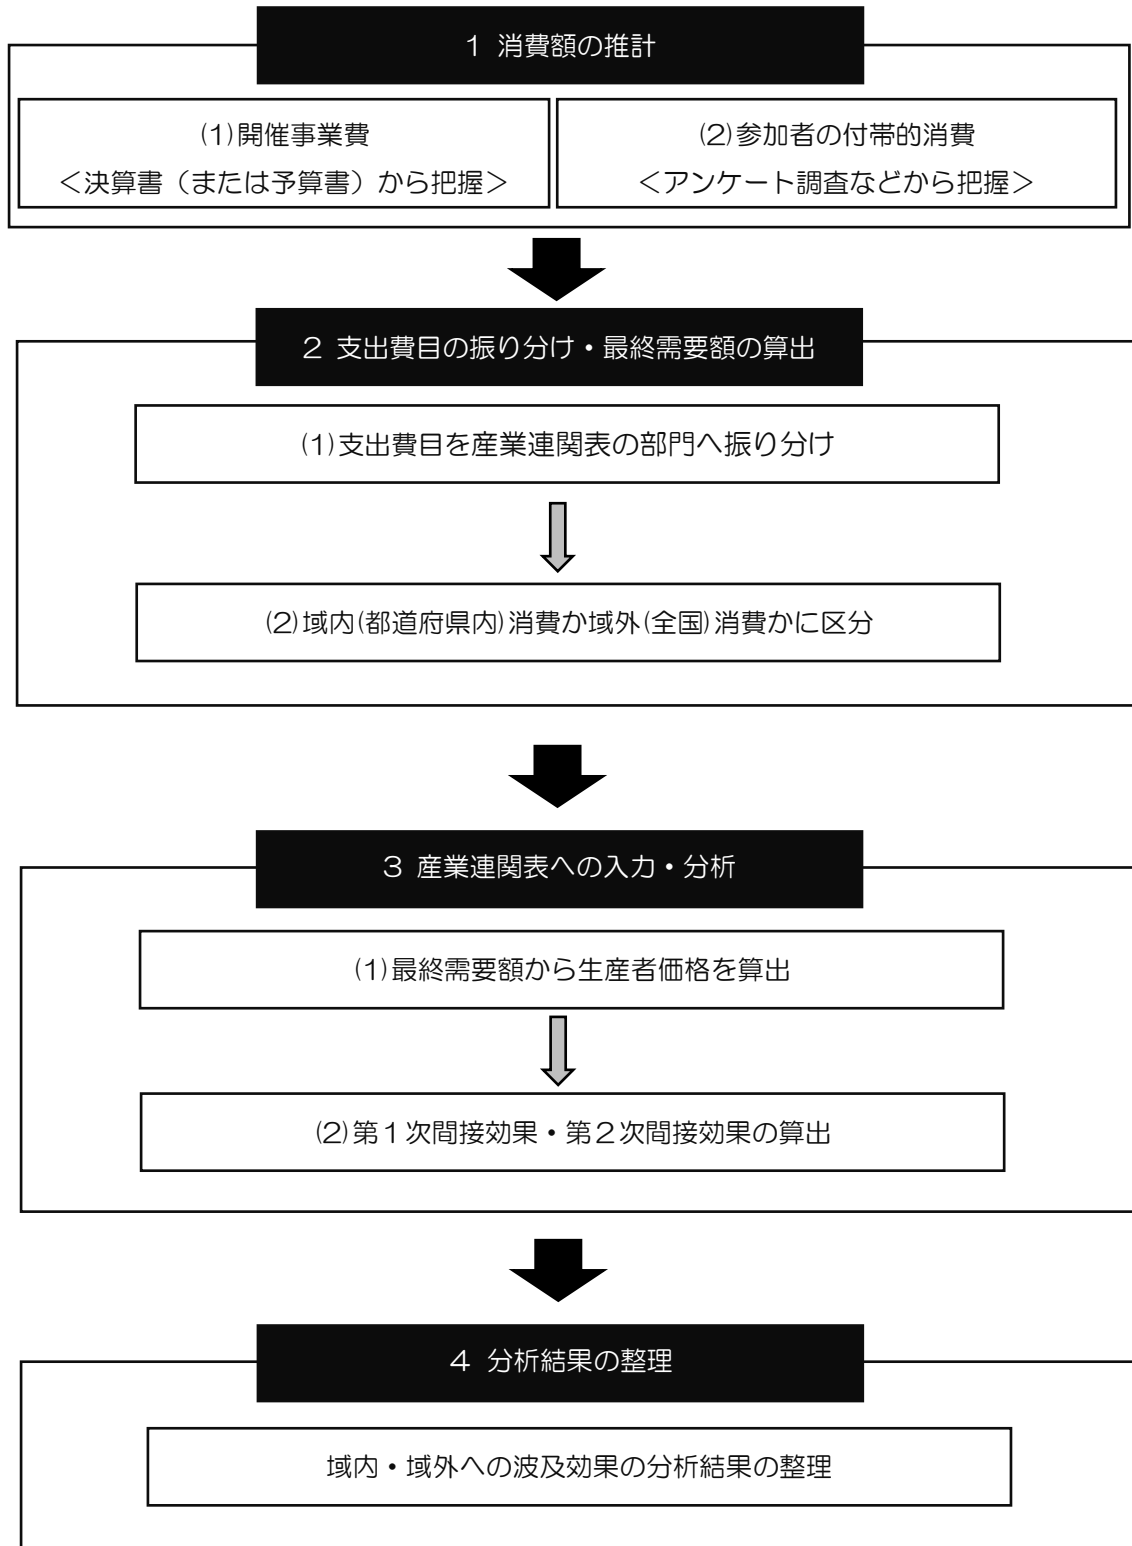 １ 消費額の推計
(1)開催事業費
＜決算書（または予算書）から把握＞
(2)参加者の付帯的消費
＜アンケート調査などから把握＞
２ 支出費目の振り分け・最終需要額の算出
(1)支出費目を産業連関表の部門へ振り分け
(2)域内(都道府県内)消費か域外(全国)消費かに区分
３ 産業連関表への入力・分析
(1)最終需要額から生産者価格を算出
(2)第１次間接効果・第２次間接効果の算出
４ 分析結果の整理
域内・域外への波及効果の分析結果の整理